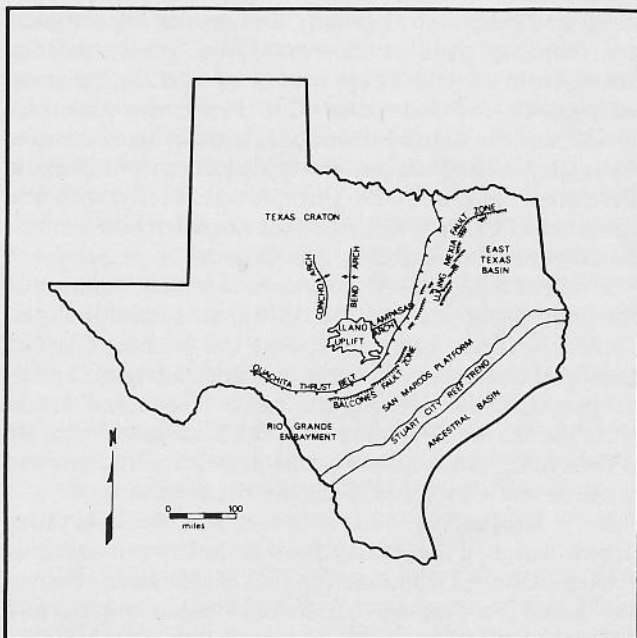 TEXAS CRATON
EAST
TEXAS
BASIN
LULING MEXIA FAULT ZONE
CONCHO ARCH
BEND ARCH
LAMPASAS
ARCH
LLANO
UPLIFT
OUACHITA THRUST BELT
BALCONES FAULT ZONE
SAN MARCOS PLATFORM
STUART CITY REEF TREND
ANCESTRAL BASIN
RIO GRANDE
EMBAYMENT
N
0 100
miles